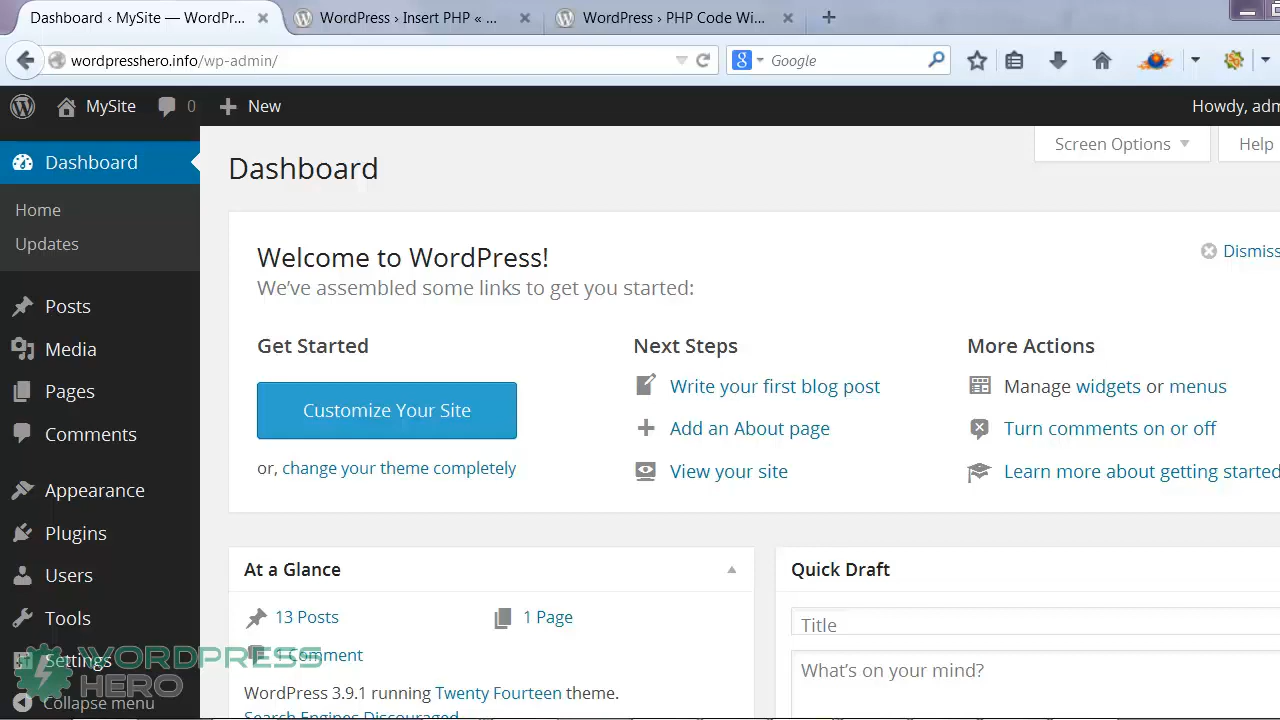 Dashboard ‹ MySite — WordPr...
WordPress › Insert PHP « ...
WordPress › PHP Code Wi...
wordpresshero.info/wp-admin/
Google
MySite
0
New
Howdy, adm
Dashboard
Home
Updates
Posts
Media
Pages
Comments
Appearance
Plugins
Users
Tools
Settings
Collapse menu
WORDPRESS
HERO
Screen Options
Help
Dashboard
Welcome to WordPress!
We've assembled some links to get you started:
Dismiss
Get Started
Customize Your Site
or, change your theme completely
Next Steps
Write your first blog post
Add an About page
View your site
More Actions
Manage widgets or menus
Turn comments on or off
Learn more about getting started
At a Glance
13 Posts
1 Page
1 Comment
WordPress 3.9.1 running Twenty Fourteen theme.
Search Engines Discouraged
Quick Draft
Title
What's on your mind?